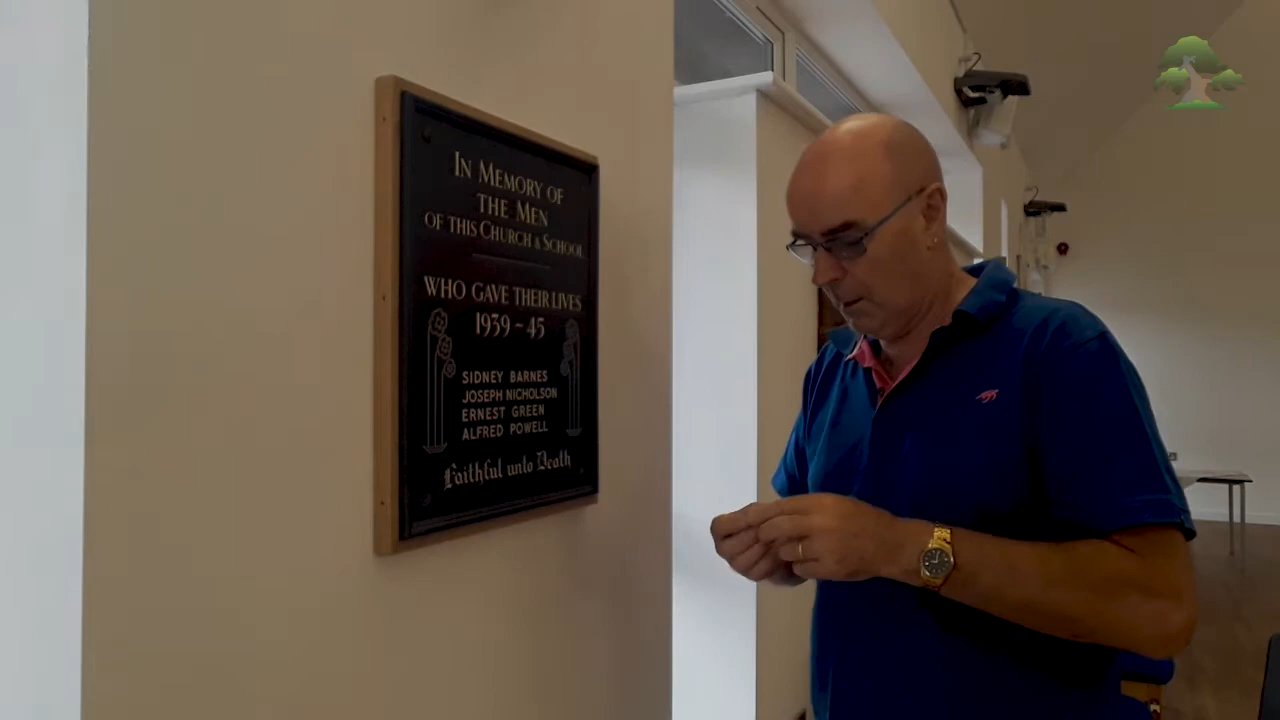 IN MEMORY OF
THE MEN
OF THIS CHURCH & SCHOOL
WHO GAVE THEIR LIVES
1939 - 45
SIDNEY BARNES
JOSEPH NICHOLSON
ERNEST GREEN
ALFRED POWELL
Faithful unto Death